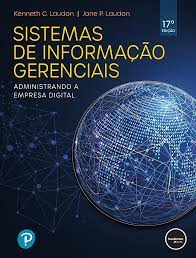 Kenneth C. Laudon | Jane P. Laudon
SISTEMAS
DE INFORMAÇÃO
GERENCIAIS
17ª
EDIÇÃO
ADMINISTRANDO A
EMPRESA DIGITAL
P